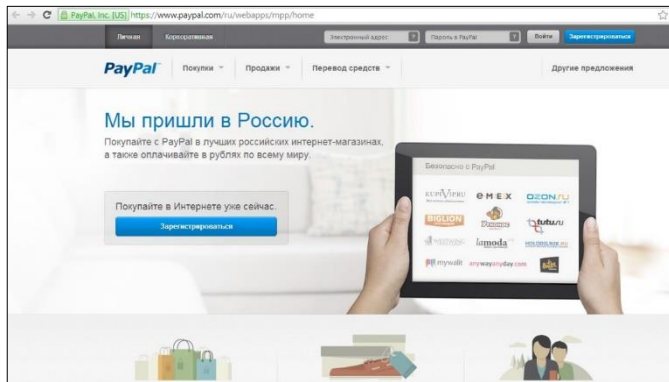 PayPal, Inc. [US] https://www.paypal.com/ru/webapps/mpp/home
Личная Корпоративная Электронный адрес ? Пароль в PayPal ? Войти Зарегистрироваться
PayPal Покупки Продажи Перевод средств Другие предложения
Мы пришли в Россию.
Покупайте с PayPal в лучших российских интернет-магазинах,
а также оплачивайте в рублях по всему миру.
Безопасно с PayPal
KUPIVIPRU e·m·e·x OZON.ru
Покупайте в Интернете уже сейчас.
BIGLION tutu.ru
Зарегистрироваться
lamoda HOLODILNIK.RU
mywalit anywayanyday.com